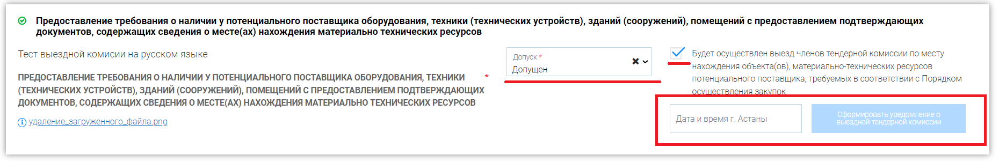 Предоставление требования о наличии у потенциального поставщика оборудования, техники (технических устройств), зданий (сооружений), помещений с предоставлением подтверждающих
документов, содержащих сведения о месте(ах) нахождения материально технических ресурсов
Тест выездной комисии на русском языке
ПРЕДОСТАВЛЕНИЕ ТРЕБОВАНИЯ О НАЛИЧИИ У ПОТЕНЦИАЛЬНОГО ПОСТАВЩИКА ОБОРУДОВАНИЯ, ТЕХНИКИ *
(ТЕХНИЧЕСКИХ УСТРОЙСТВ), ЗДАНИЙ (СООРУЖЕНИЙ), ПОМЕЩЕНИЙ С ПРЕДОСТАВЛЕНИЕМ ПОДТВЕРЖДАЮЩИХ
ДОКУМЕНТОВ, СОДЕРЖАЩИХ СВЕДЕНИЯ О МЕСТЕ(АХ) НАХОЖДЕНИЯ МАТЕРИАЛЬНО ТЕХНИЧЕСКИХ РЕСУРСОВ
удаление_загруженного_файла.png
Допуск *
Допущен
Будет осуществлен выезд членов тендерной комиссии по месту
нахождения объекта(ов), материально-технических ресурсов
потенциального поставщика, требуемых в соответствии с Порядком
осуществления закупок
Дата и время г. Астаны
Сформировать уведомление о
выездной тендерной комиссии